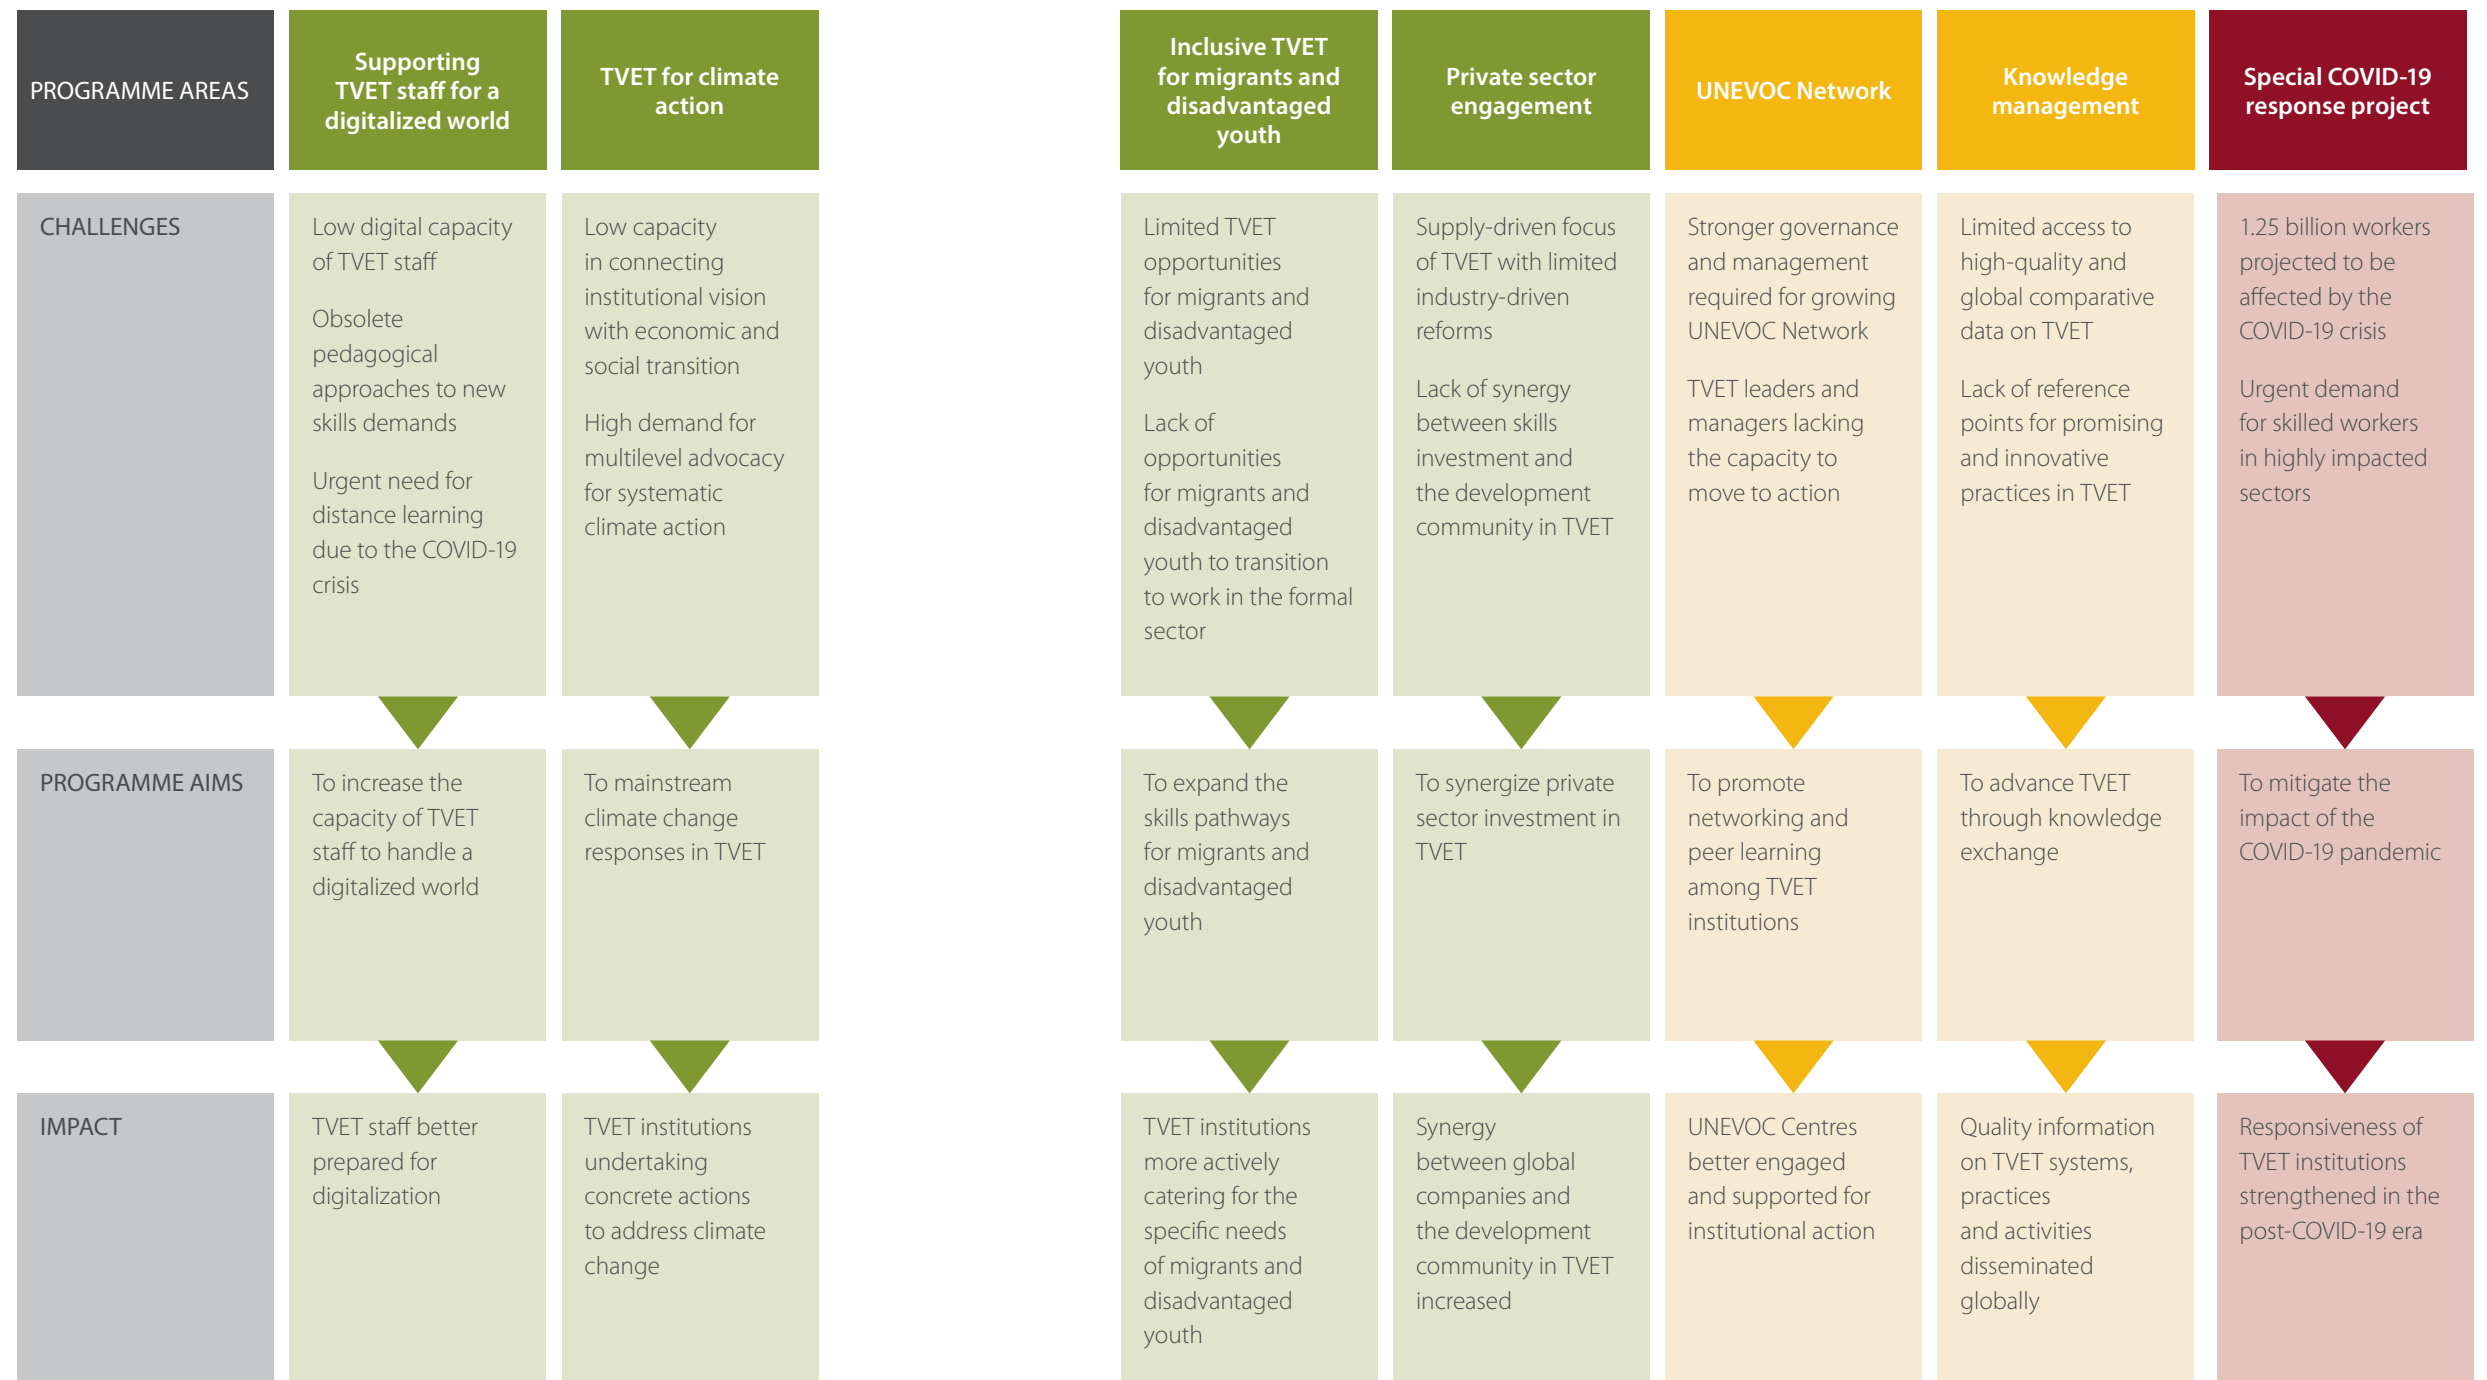 PROGRAMME AREAS
Supporting
TVET staff for a
digitalized world
TVET for climate
action
Inclusive TVET
for migrants and
disadvantaged
youth
Private sector
engagement
UNEVOC Network
Knowledge
management
Special COVID-19
response project
CHALLENGES
Low digital capacity
of TVET staff
Obsolete
pedagogical
approaches to new
skills demands
Urgent need for
distance learning
due to the COVID-19
crisis
Low capacity
in connecting
institutional vision
with economic and
social transition
High demand for
multilevel advocacy
for systematic
climate action
Limited TVET
opportunities
for migrants and
disadvantaged
youth
Lack of
opportunities
for migrants and
disadvantaged
youth to transition
to work in the formal
sector
Supply-driven focus
of TVET with limited
industry-driven
reforms
Lack of synergy
between skills
investment and
the development
community in TVET
Stronger governance
and management
required for growing
UNEVOC Network
TVET leaders and
managers lacking
the capacity to
move to action
Limited access to
high-quality and
global comparative
data on TVET
Lack of reference
points for promising
and innovative
practices in TVET
1.25 billion workers
projected to be
affected by the
COVID-19 crisis
Urgent demand
for skilled workers
in highly impacted
sectors
PROGRAMME AIMS
To increase the
capacity of TVET
staff to handle a
digitalized world
To mainstream
climate change
responses in TVET
To expand the
skills pathways
for migrants and
disadvantaged
youth
To synergize private
sector investment in
TVET
To promote
networking and
peer learning
among TVET
institutions
To advance TVET
through knowledge
exchange
To mitigate the
impact of the
COVID-19 pandemic
IMPACT
TVET staff better
prepared for
digitalization
TVET institutions
undertaking
concrete actions
to address climate
change
TVET institutions
more actively
catering for the
specific needs
of migrants and
disadvantaged
youth
Synergy
between global
companies and
the development
community in TVET
increased
UNEVOC Centres
better engaged
and supported for
institutional action
Quality information
on TVET systems,
practices
and activities
disseminated
globally
Responsiveness of
TVET institutions
strengthened in the
post-COVID-19 era